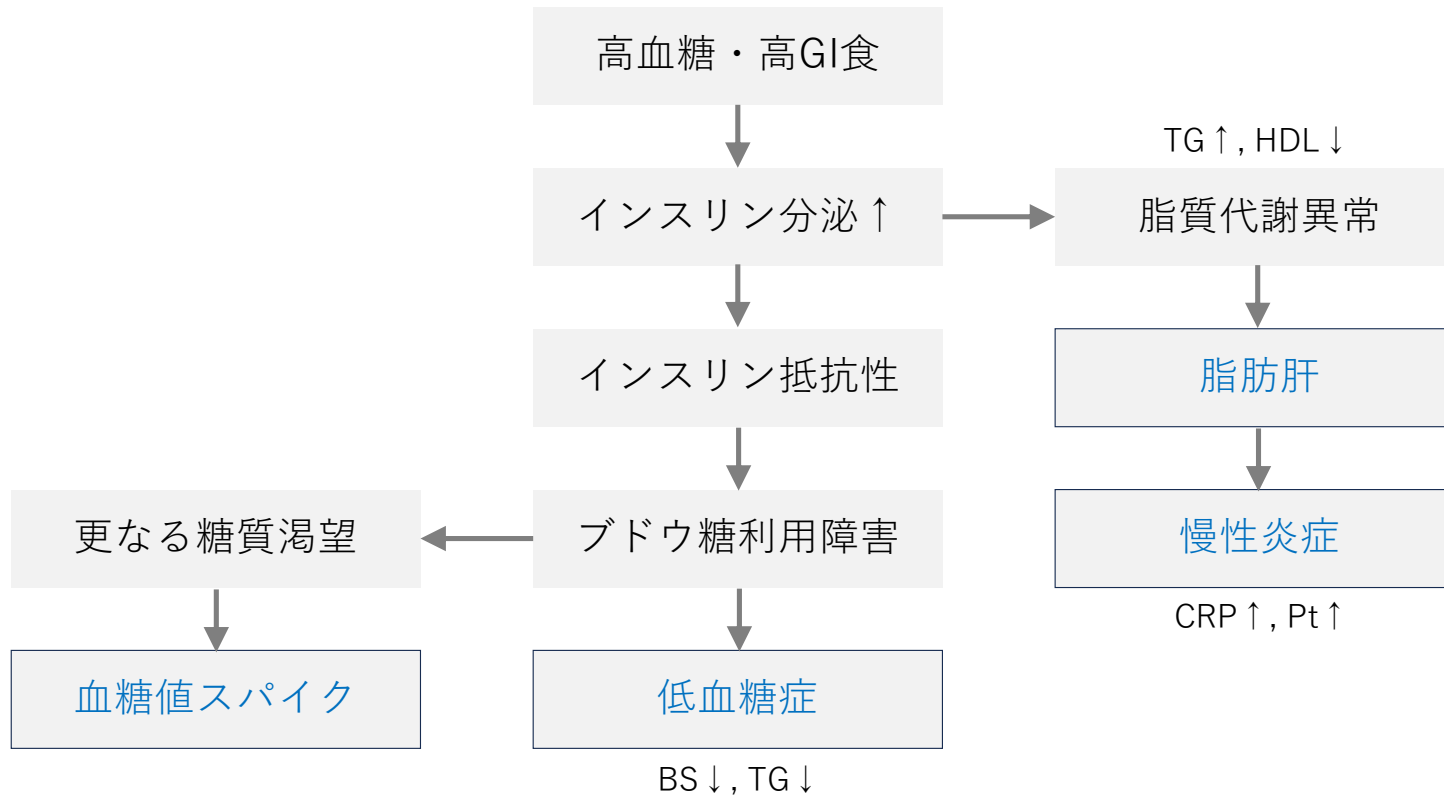 高血糖・高GI食
TG↑, HDL↓
インスリン分泌↑
脂質代謝異常
インスリン抵抗性
脂肪肝
更なる糖質渇望
ブドウ糖利用障害
慢性炎症
CRP↑, Pt↑
血糖値スパイク
低血糖症
BS↓, TG↓